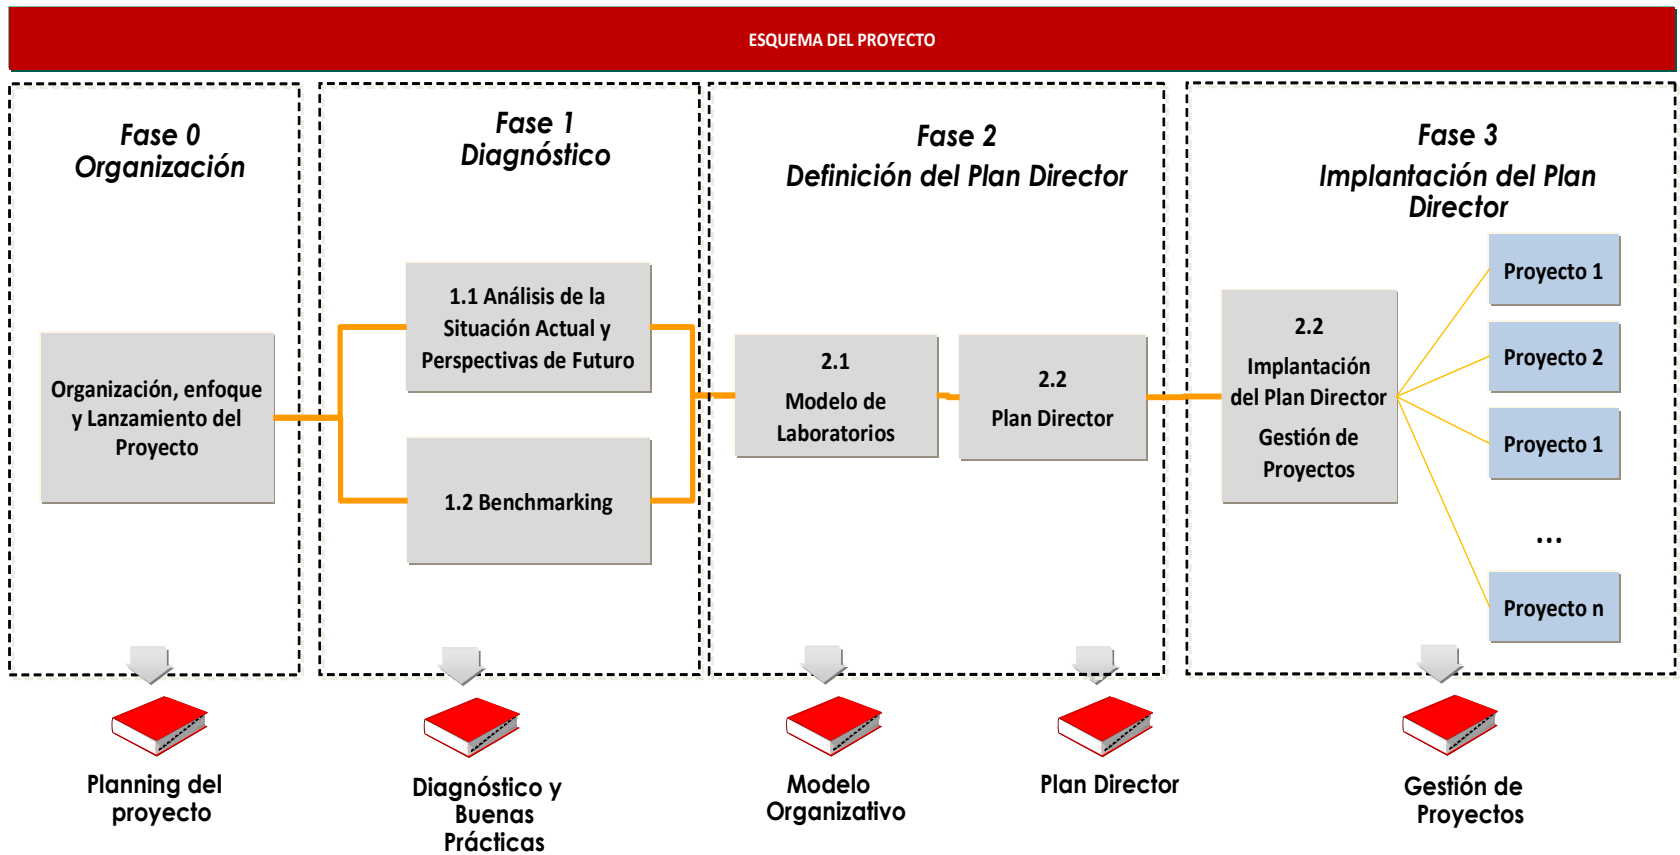 ESQUEMA DEL PROYECTO
Fase 0
Organización
Organización, enfoque
y Lanzamiento del
Proyecto
Planning del
proyecto
Fase 1
Diagnóstico
1.1 Análisis de la
Situación Actual y
Perspectivas de Futuro
1.2 Benchmarking
Diagnóstico y
Buenas
Prácticas
Fase 2
Definición del Plan Director
2.1
Modelo de
Laboratorios
2.2
Plan Director
Modelo
Organizativo
Plan Director
Fase 3
Implantación del Plan
Director
2.2
Implantación
del Plan Director
Gestión de
Proyectos
Proyecto 1
Proyecto 2
Proyecto 1
...
Proyecto n
Gestión de
Proyectos